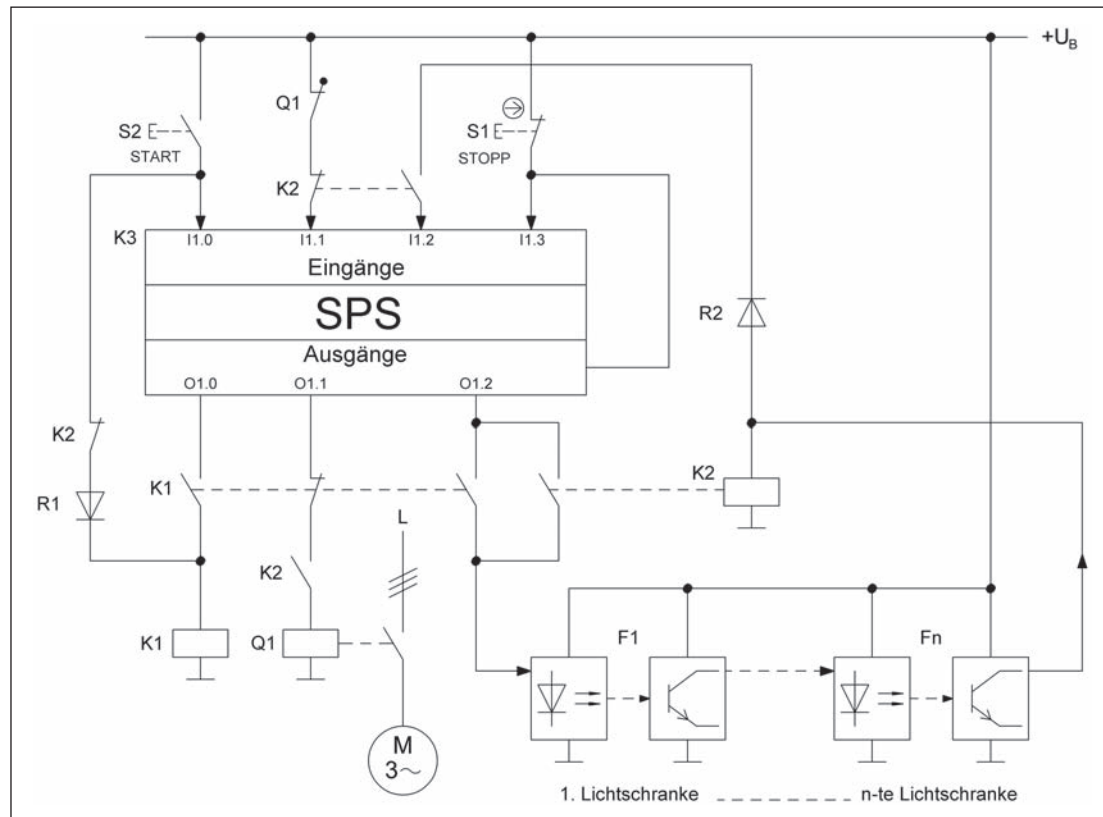 +UB
Q1
S2
START
S1
STOPP
K2
K3
I1.0 I1.1 I1.2 I1.3
Eingänge
SPS
Ausgänge
O1.0 O1.1 O1.2
R2
K2
K1
K2
R1
L
K2
K1
Q1
F1
Fn
M
3~
1. Lichtschranke
n-te Lichtschranke